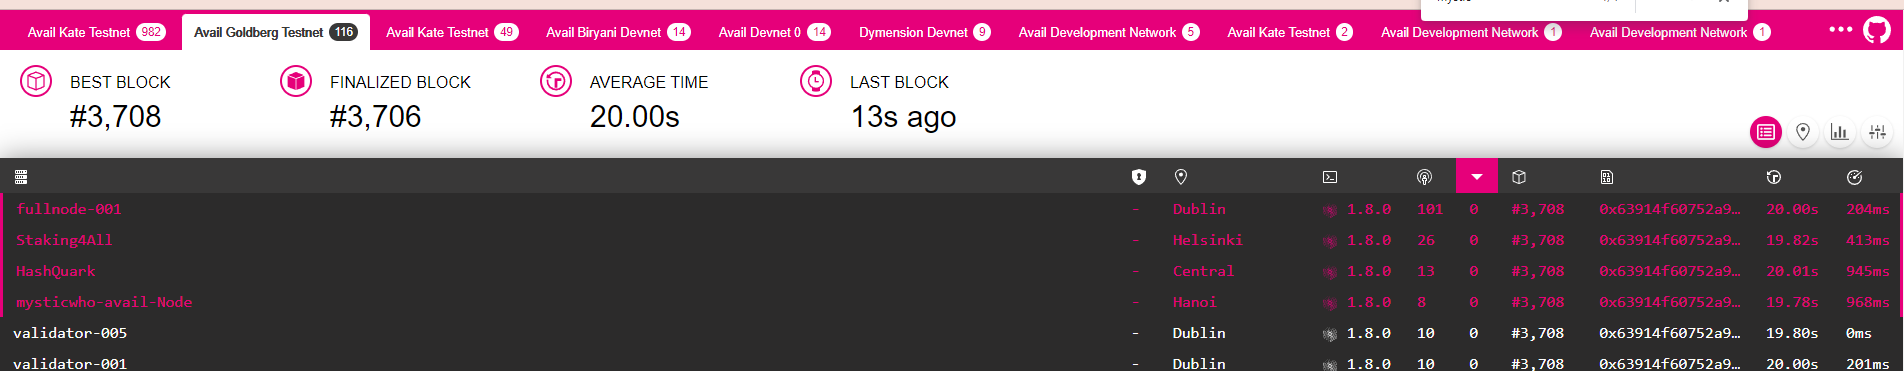 Avail Kate Testnet 982 Avail Goldberg Testnet 116 Avail Kate Testnet 49 Avail Biryani Devnet 14 Avail Devnet 0 14 Dymension Devnet 9 Avail Development Network 5 Avail Kate Testnet 2 Avail Development Network 1 Avail Development Network 1
BEST BLOCK FINALIZED BLOCK AVERAGE TIME LAST BLOCK
#3,708 #3,706 20.00s 13s ago
fullnode-001 - Dublin 1.8.0 101 0 #3,708 0x63914f60752a9… 20.00s 204ms
Staking4All - Helsinki 1.8.0 26 0 #3,708 0x63914f60752a9… 19.82s 413ms
HashQuark - Central 1.8.0 13 0 #3,708 0x63914f60752a9… 20.01s 945ms
mysticwho-avail-Node - Hanoi 1.8.0 8 0 #3,708 0x63914f60752a9… 19.78s 968ms
validator-005 - Dublin 1.8.0 10 0 #3,708 0x63914f60752a9… 19.80s 0ms
validator-001 - Dublin 1.8.0 10 0 #3,708 0x63914f60752a9… 20.00s 201ms